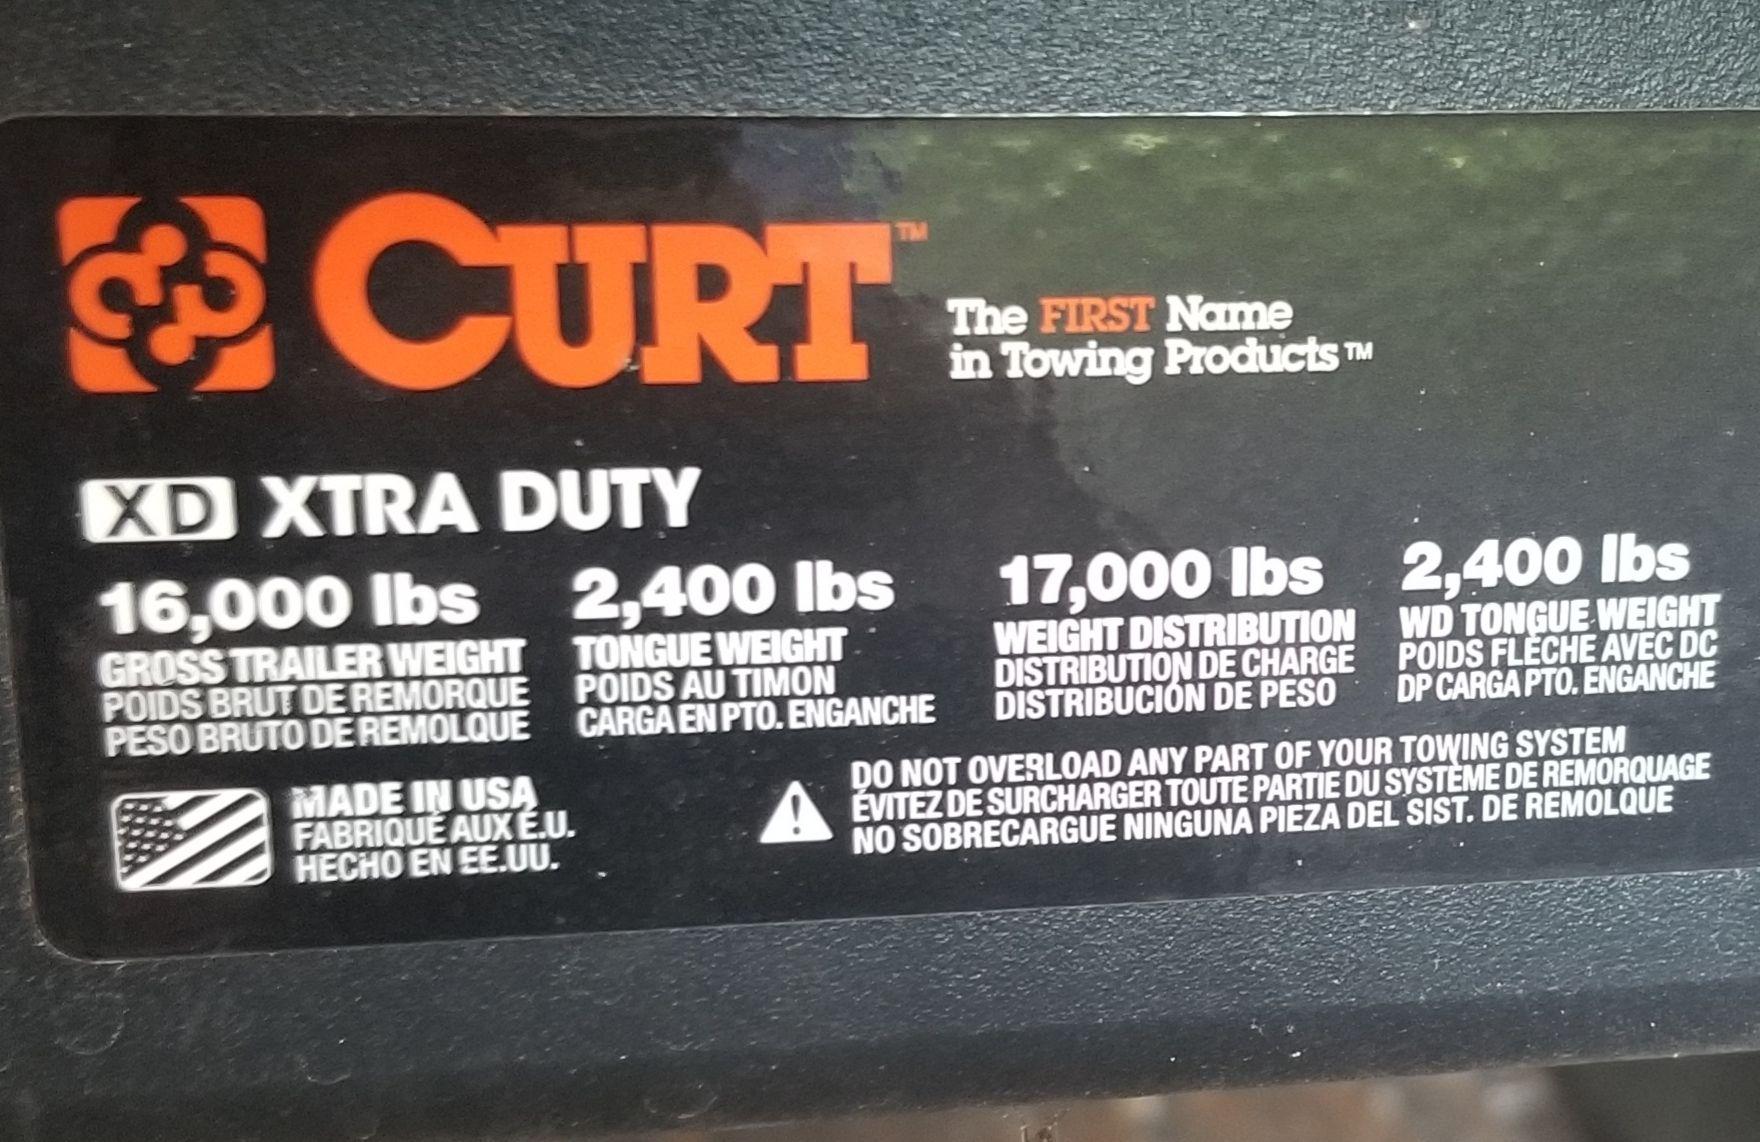 CURT™
The FIRST Name
in Towing Products™
XD XTRA DUTY
16,000 lbs
GROSS TRAILER WEIGHT
POIDS BRUT DE REMORQUE
PESO BRUTO DE REMOLQUE
2,400 lbs
TONGUE WEIGHT
POIDS AU TIMON
CARGA EN PTO. ENGANCHE
17,000 lbs
WEIGHT DISTRIBUTION
DISTRIBUTION DE CHARGE
DISTRIBUCIÓN DE PESO
2,400 lbs
WD TONGUE WEIGHT
POIDS FLÈCHE AVEC DC
DP CARGA PTO. ENGANCHE
MADE IN USA
FABRIQUÉ AUX É.U.
HECHO EN EE.UU.
DO NOT OVERLOAD ANY PART OF YOUR TOWING SYSTEM
ÉVITEZ DE SURCHARGER TOUTE PARTIE DU SYSTÈME DE REMORQUAGE
NO SOBRECARGUE NINGUNA PIEZA DEL SIST. DE REMOLQUE